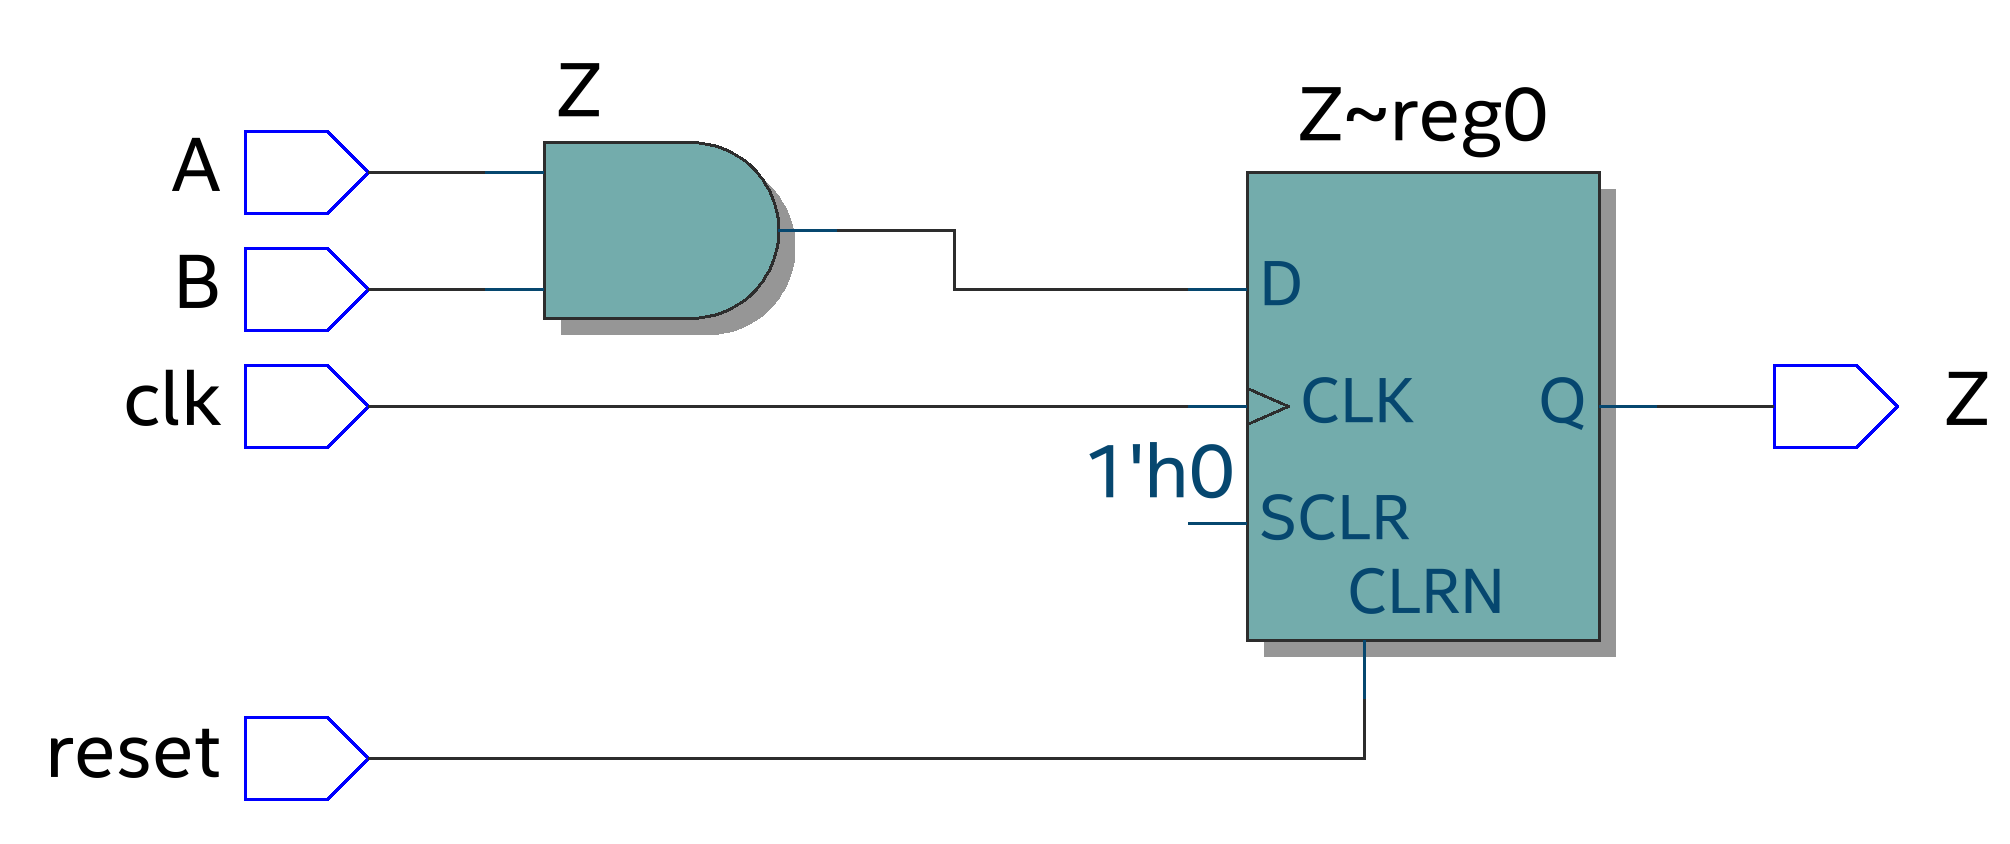 Z
Z~reg0
A
B
D
clk
CLK
Q
Z
1'h0
SCLR
CLRN
reset